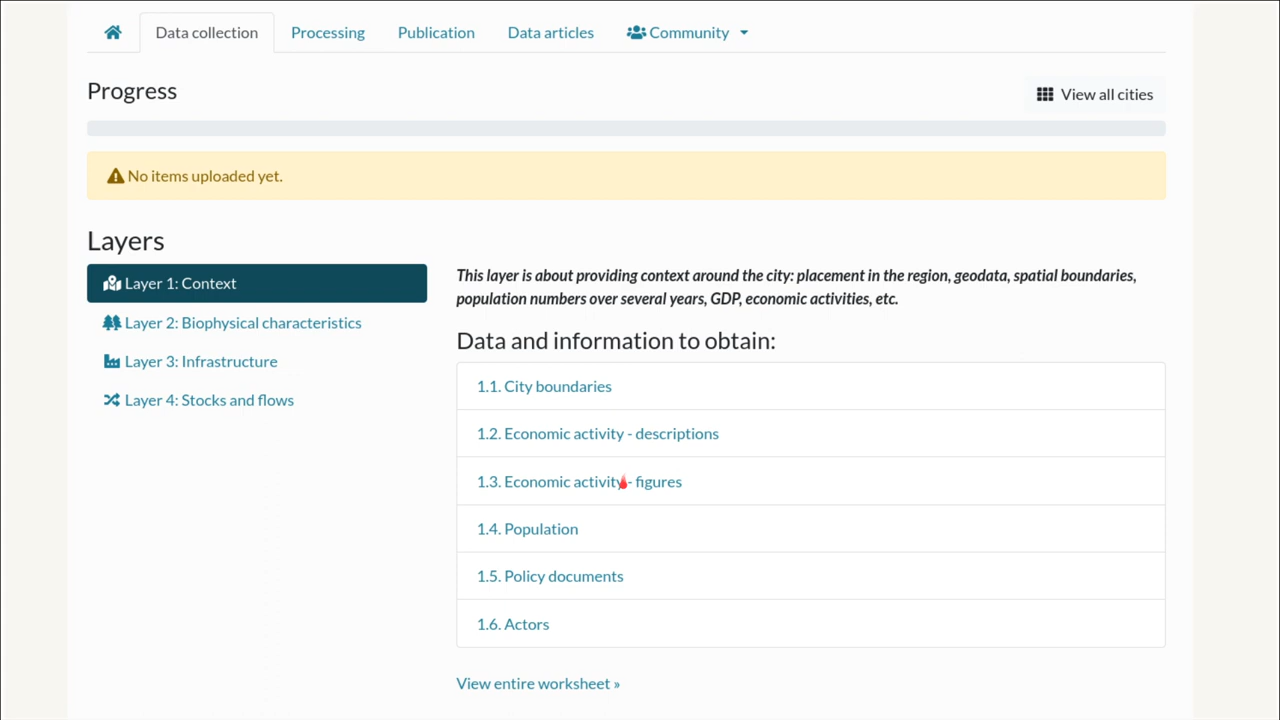 Data collection
Processing
Publication
Data articles
Community
Progress
View all cities
No items uploaded yet.
Layers
Layer 1: Context
Layer 2: Biophysical characteristics
Layer 3: Infrastructure
Layer 4: Stocks and flows
This layer is about providing context around the city: placement in the region, geodata, spatial boundaries,
population numbers over several years, GDP, economic activities, etc.
Data and information to obtain:
1.1. City boundaries
1.2. Economic activity - descriptions
1.3. Economic activity - figures
1.4. Population
1.5. Policy documents
1.6. Actors
View entire worksheet »